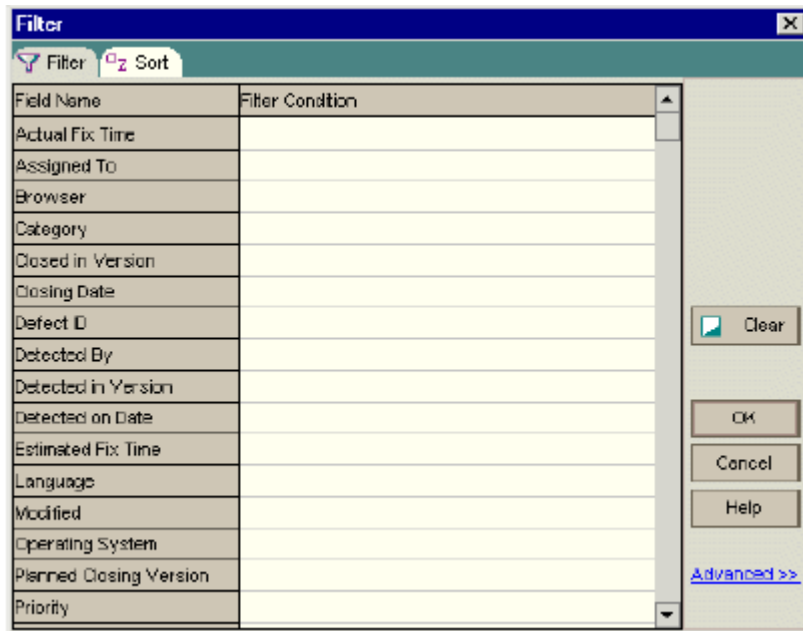 Filter
Filter Sort
Field Name Filter Condition
Actual Fix Time
Assigned To
Browser
Category
Closed in Version
Closing Date
Defect ID
Clear
Detected By
Detected in Version
Detected on Date
OK
Estimated Fix Time
Cancel
Language
Modified
Help
Operating System
Planned Closing Version
Advanced >>
Priority